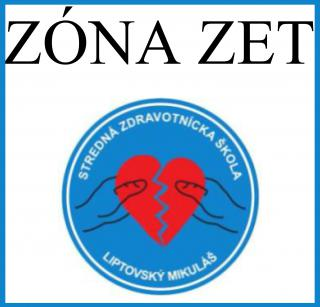 ZÓNA ZET
STREDNÁ ZDRAVOTNÍCKA ŠKOLA
LIPTOVSKÝ MIKULÁŠ